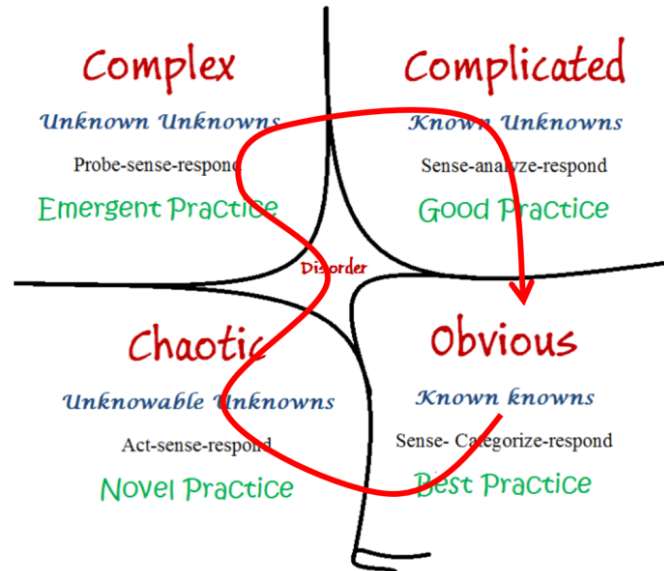 Complex
Unknown Unknowns
Probe-sense-respond
Emergent Practice
Complicated
Known Unknowns
Sense-analyze-respond
Good Practice
Disorder
Chaotic
Unknowable Unknowns
Act-sense-respond
Novel Practice
Obvious
Known knowns
Sense- Categorize-respond
Best Practice